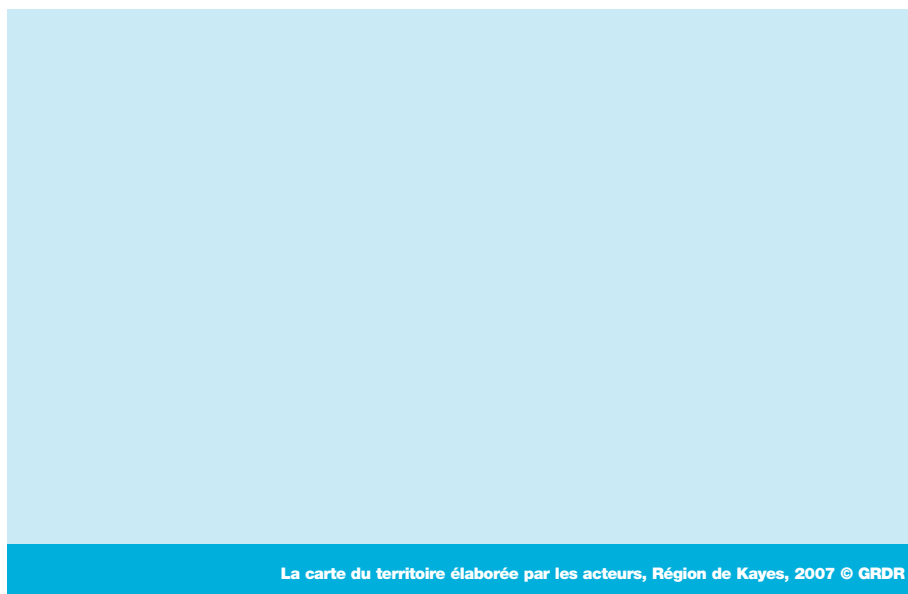 La carte du territoire élaborée par les acteurs, Région de Kayes, 2007 © GRDR